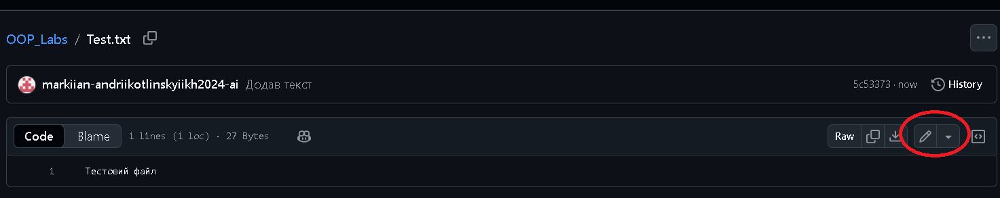 OOP_Labs / Test.txt
markiian-andriikotlinskyiikh2024-ai Додав текст 5c53373 · now History
Code Blame 1 lines (1 loc) · 27 Bytes Raw
1 Тестовий файл